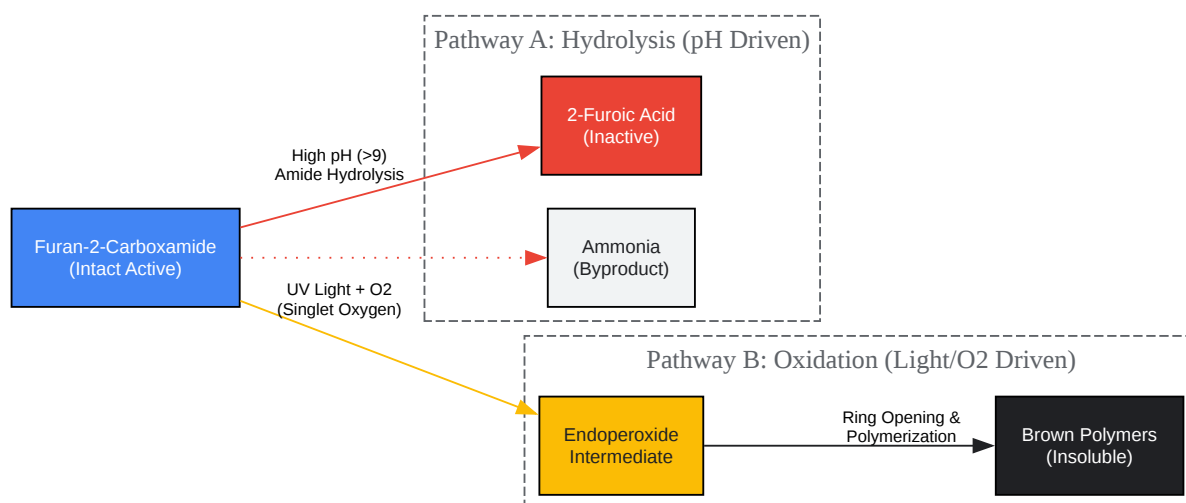 Pathway A: Hydrolysis (pH Driven)
2-Furoic Acid
(Inactive)
High pH (>9)
Amide Hydrolysis
Furan-2-Carboxamide
(Intact Active)
Ammonia
(Byproduct)
UV Light + O2
(Singlet Oxygen)
Pathway B: Oxidation (Light/O2 Driven)
Endoperoxide
Intermediate
Ring Opening &
Polymerization
Brown Polymers
(Insoluble)